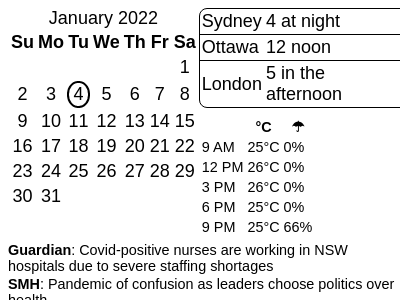 January 2022
Su Mo Tu We Th Fr Sa
1
2 3 4 5 6 7 8
9 10 11 12 13 14 15
16 17 18 19 20 21 22
23 24 25 26 27 28 29
30 31
Sydney 4 at night
Ottawa 12 noon
London 5 in the
afternoon
°C ☂
9 AM 25°C 0%
12 PM 26°C 0%
3 PM 26°C 0%
6 PM 25°C 0%
9 PM 25°C 66%
Guardian: Covid-positive nurses are working in NSW
hospitals due to severe staffing shortages
SMH: Pandemic of confusion as leaders choose politics over
health